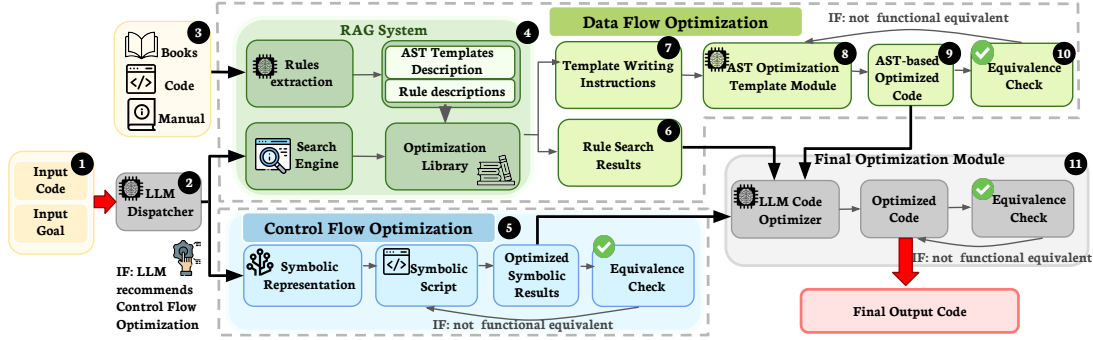 3
Books
Code
Manual
1
Input
Code
Input
Goal
2
LLM
Dispatcher
IF: LLM
recommends
Control Flow
Optimization
Data Flow Optimization
RAG System
4
Rules
extraction
AST Templates
Description
Rule descriptions
Search
Engine
Optimization
Library
7
Template Writing
Instructions
6
Rule Search
Results
IF: not functional equivalent
8
AST Optimization
Template Module
9
AST-based
Optimized
Code
10
Equivalence
Check
Control Flow Optimization
5
Symbolic
Representation
Symbolic
Script
Optimized
Symbolic
Results
Equivalence
Check
IF: not functional equivalent
Final Optimization Module
11
LLM Code
Optimizer
Optimized
Code
Equivalence
Check
IF: not functional equivalent
Final Output Code